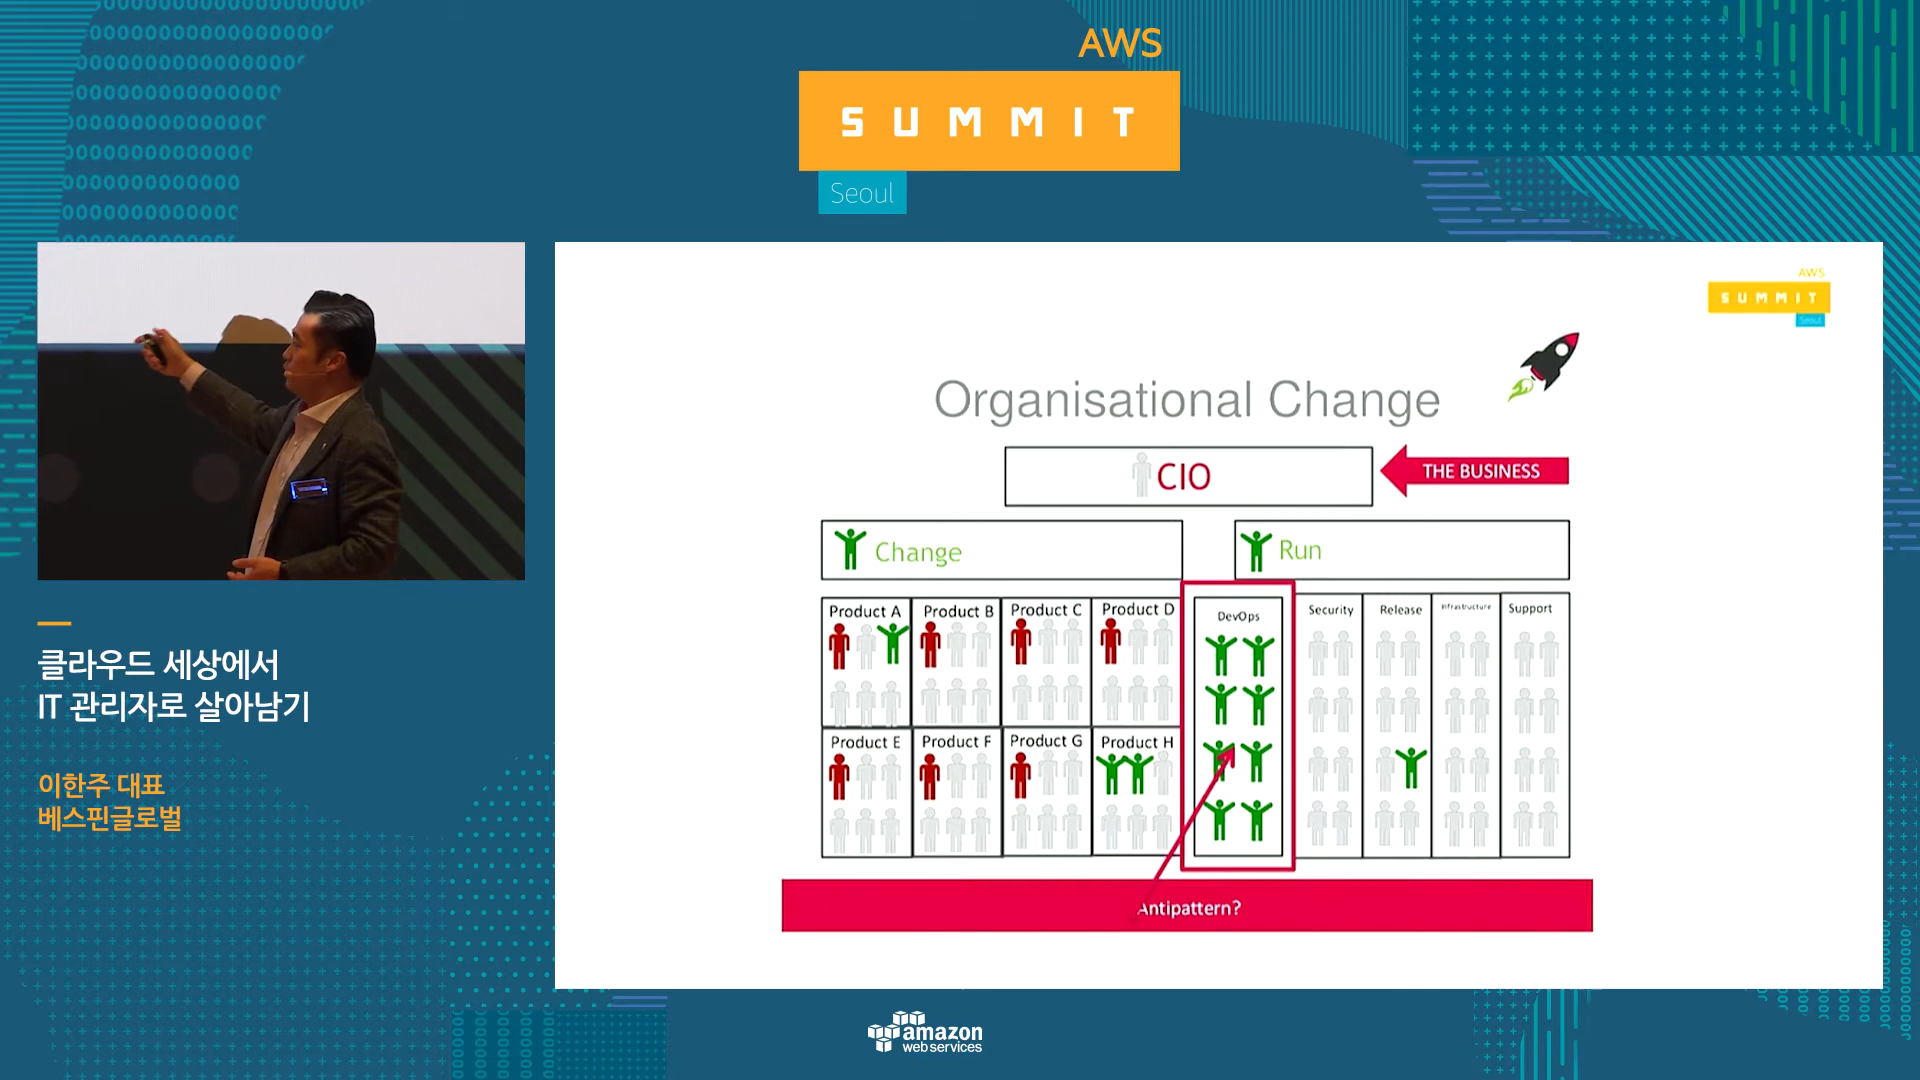 AWS
SUMMIT
Seoul
클라우드 세상에서
IT 관리자로 살아남기
이한주 대표
베스핀글로벌
AWS
SUMMIT
Seoul
Organisational Change
CIO
THE BUSINESS
Change
Run
Product A
Product B
Product C
Product D
DevOps
Security
Release
Infrastructure
Support
Product E
Product F
Product G
Product H
Antipattern?
amazon
web services